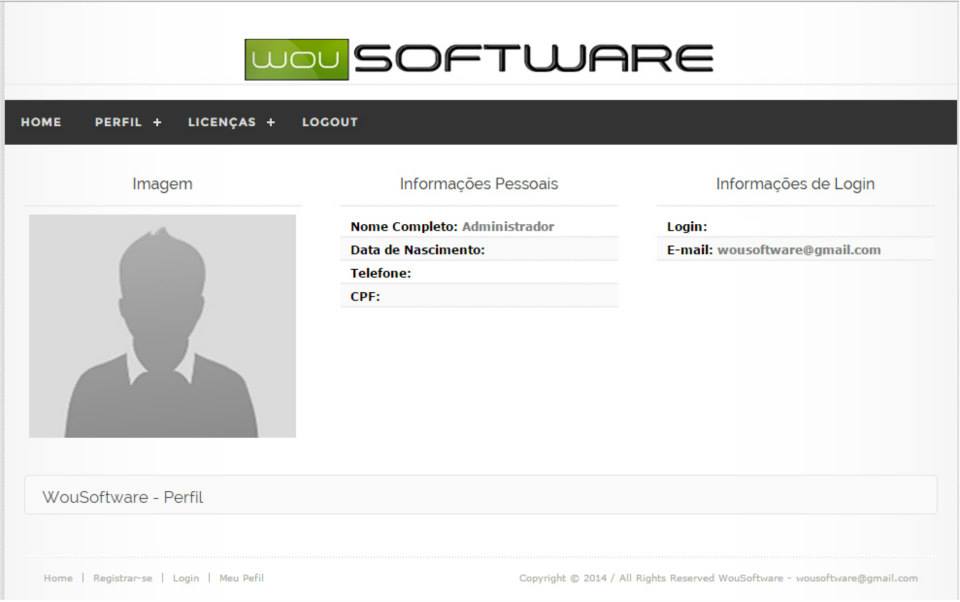 WOU SOFTWARE
HOME PERFIL + LICENÇAS + LOGOUT
Imagem
Informações Pessoais
Nome Completo: Administrador
Data de Nascimento:
Telefone:
CPF:
Informações de Login
Login:
E-mail: wousoftware@gmail.com
WouSoftware - Perfil
Home | Registrar-se | Login | Meu Pefil
Copyright © 2014 / All Rights Reserved WouSoftware - wousoftware@gmail.com